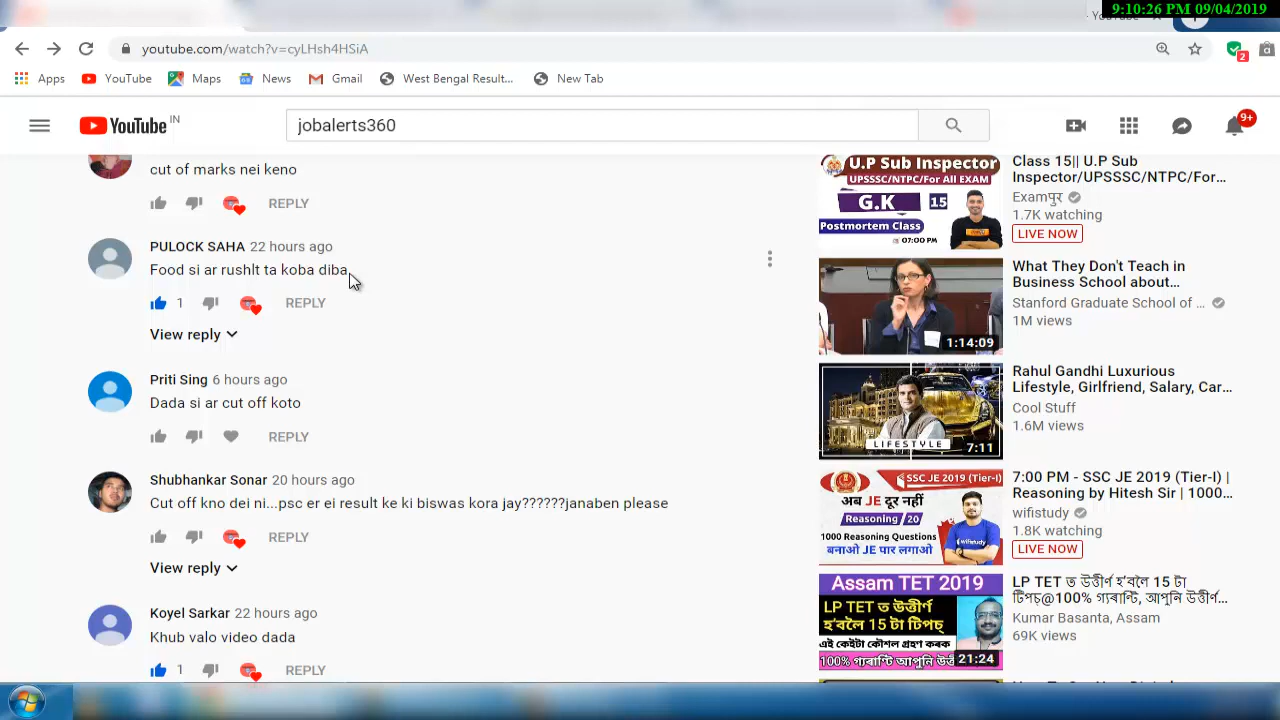 9:10:26 PM 09/04/2019
youtube.com/watch?v=cyLHsh4HSiA
2
Apps YouTube Maps News Gmail West Bengal Result... New Tab
YouTube IN
jobalerts360
9+
cut of marks nei keno
REPLY
PULOCK SAHA 22 hours ago
Food si ar rushlt ta koba diba
1 REPLY
View reply
Priti Sing 6 hours ago
Dada si ar cut off koto
REPLY
Shubhankar Sonar 20 hours ago
Cut off kno dei ni...psc er ei result ke ki biswas kora jay??????janaben please
REPLY
View reply
Koyel Sarkar 22 hours ago
Khub valo video dada
1 REPLY
U.P Sub Inspector
UPSSSC/NTPC/For All EXAM
G.K 15
Postmortem Class
07:00 PM
Class 15|| U.P Sub
Inspector/UPSSSC/NTPC/For...
Examपुर
1.7K watching
LIVE NOW
1:14:09
What They Don't Teach in
Business School about...
Stanford Graduate School of ...
1M views
LIFESTYLE
7:11
Rahul Gandhi Luxurious
Lifestyle, Girlfriend, Salary, Car...
Cool Stuff
1.6M views
SSC JE 2019 (Tier-I)
अब JE दूर नहीं
Reasoning 20
1000 Reasoning Questions
बनाओ JE पार लगाओ
wifistudy
7:00 PM - SSC JE 2019 (Tier-I) |
Reasoning by Hitesh Sir | 1000...
wifistudy
1.8K watching
LIVE NOW
Assam TET 2019
LP TET ত উত্তীৰ্ণ
হ'বলৈ 15 টা টিপচ্
এই কেইটা কৌশল গ্ৰহণ কৰক
100% গ্যৰাণ্টি আপুনি
21:24
LP TET ত উত্তীৰ্ণ হ'বলৈ 15 টা
টিপচ্@100% গ্যৰাণ্টি, আপুনি উত্তীৰ্ণ...
Kumar Basanta, Assam
69K views